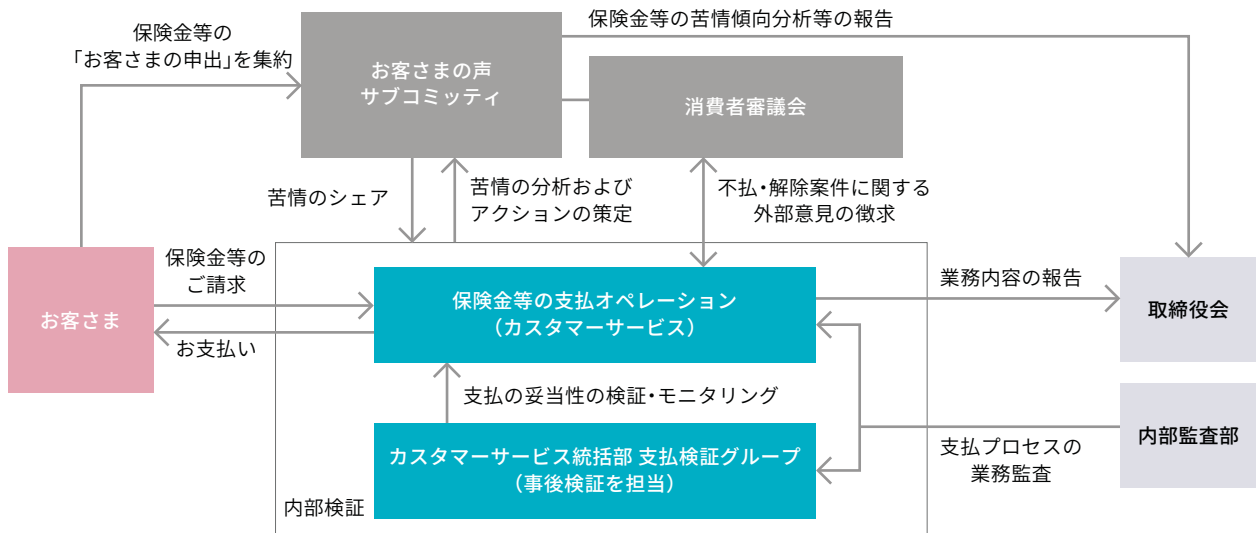 保険金等の
「お客さまの申出」を集約
保険金等の苦情傾向分析等の報告
お客さまの声
サブコミッティ
消費者審議会
苦情のシェア
苦情の分析および
アクションの策定
不払・解除案件に関する
外部意見の徴求
お客さま
保険金等の
ご請求
お支払い
保険金等の支払オペレーション
（カスタマーサービス）
業務内容の報告
取締役会
支払の妥当性の検証・モニタリング
カスタマーサービス統括部 支払検証グループ
（事後検証を担当）
内部検証
支払プロセスの
業務監査
内部監査部